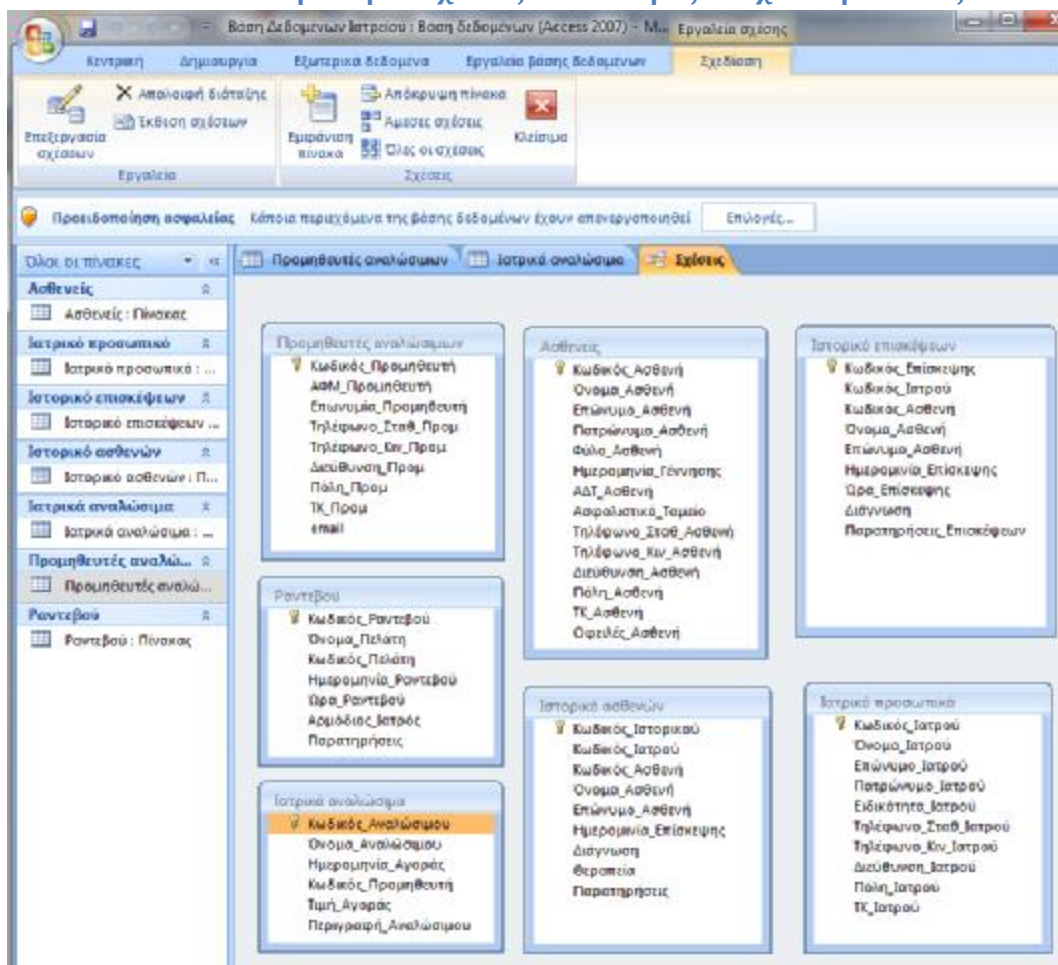 Βάση Δεδομένων Ιατρείου : Βάση δεδομένων (Access 2007) - M... Εργαλεία σχέσης
Κεντρική Δημιουργία Εξωτερικά δεδομένα Εργαλεία βάσης δεδομένων Σχεδίαση
Επεξεργασία σχέσεων
Απαλοιφή διάταξης
Έκθεση σχέσεων
Εργαλεία
Εμφάνιση πίνακα
Απόκρυψη πίνακα
Άμεσες σχέσεις
Όλες οι σχέσεις
Κλείσιμο
Σχέσεις
Προειδοποίηση ασφαλείας Κάποια περιεχόμενα της βάσης δεδομένων έχουν απενεργοποιηθεί Επιλογές...
Όλοι οι πίνακες
Ασθενείς
Ασθενείς : Πίνακας
Ιατρικό προσωπικό
Ιατρικό προσωπικό : ...
Ιστορικό επισκέψεων
Ιστορικό επισκέψεων ...
Ιστορικό ασθενών
Ιστορικό ασθενών : Π...
Ιατρικά αναλώσιμα
Ιατρικά αναλώσιμα : ...
Προμηθευτές αναλώ...
Προμηθευτές αναλώ...
Ραντεβού
Ραντεβού : Πίνακας
Προμηθευτές αναλώσιμων Ιατρικά αναλώσιμα Σχέσεις
Προμηθευτές αναλώσιμων
Κωδικός_Προμηθευτή
ΑΦΜ_Προμηθευτή
Επωνυμία_Προμηθευτή
Τηλέφωνο_Σταθ_Προμ
Τηλέφωνο_Κιν_Προμ
Διεύθυνση_Προμ
Πόλη_Προμ
ΤΚ_Προμ
email
Ασθενείς
Κωδικός_Ασθενή
Όνομα_Ασθενή
Επώνυμο_Ασθενή
Πατρώνυμο_Ασθενή
Φύλο_Ασθενή
Ημερομηνία_Γέννησης
ΑΔΤ_Ασθενή
Ασφαλιστικό_Ταμείο
Τηλέφωνο_Σταθ_Ασθενή
Τηλέφωνο_Κιν_Ασθενή
Διεύθυνση_Ασθενή
Πόλη_Ασθενή
ΤΚ_Ασθενή
Οφειλές_Ασθενή
Ιστορικό επισκέψεων
Κωδικός_Επίσκεψης
Κωδικός_Ιατρού
Κωδικός_Ασθενή
Όνομα_Ασθενή
Επώνυμο_Ασθενή
Ημερομηνία_Επίσκεψης
Ώρα_Επίσκεψης
Διάγνωση
Παρατηρήσεις_Επισκέψεων
Ραντεβού
Κωδικός_Ραντεβού
Όνομα_Πελάτη
Κωδικός_Πελάτη
Ημερομηνία_Ραντεβού
Ώρα_Ραντεβού
Αρμόδιος_Ιατρός
Παρατηρήσεις
Ιστορικό ασθενών
Κωδικός_Ιστορικού
Κωδικός_Ιατρού
Κωδικός_Ασθενή
Όνομα_Ασθενή
Επώνυμο_Ασθενή
Ημερομηνία_Επίσκεψης
Διάγνωση
Θεραπεία
Παρατηρήσεις
Ιατρικό προσωπικό
Κωδικός_Ιατρού
Όνομα_Ιατρού
Επώνυμο_Ιατρού
Πατρώνυμο_Ιατρού
Ειδικότητα_Ιατρού
Τηλέφωνο_Σταθ_Ιατρού
Τηλέφωνο_Κιν_Ιατρού
Διεύθυνση_Ιατρού
Πόλη_Ιατρού
ΤΚ_Ιατρού
Ιατρικά αναλώσιμα
Κωδικός_Αναλώσιμου
Όνομα_Αναλώσιμου
Ημερομηνία_Αγοράς
Κωδικός_Προμηθευτή
Τιμή_Αγοράς
Περιγραφή_Αναλώσιμου